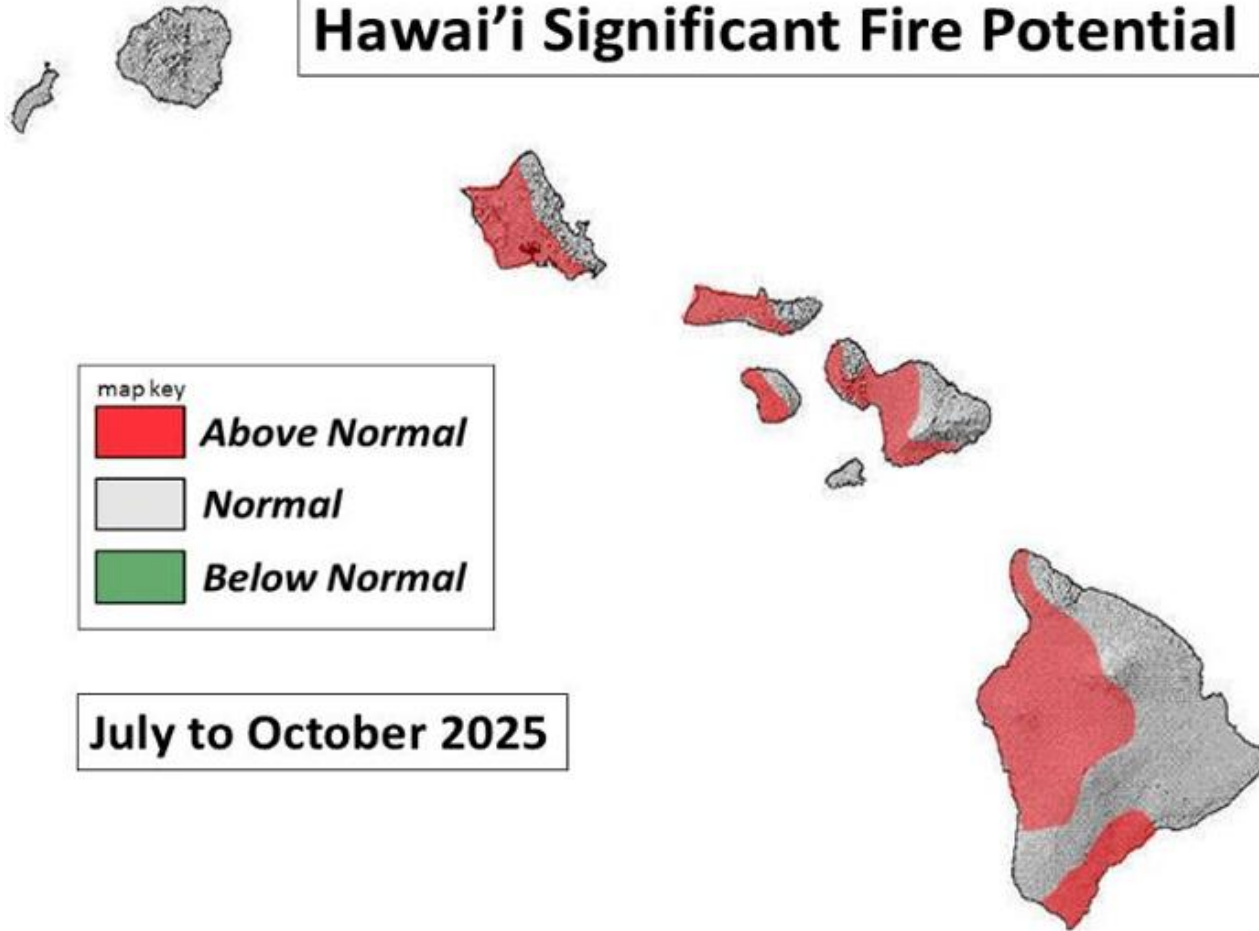 Hawai’i Significant Fire Potential
map key
Above Normal
Normal
Below Normal
July to October 2025